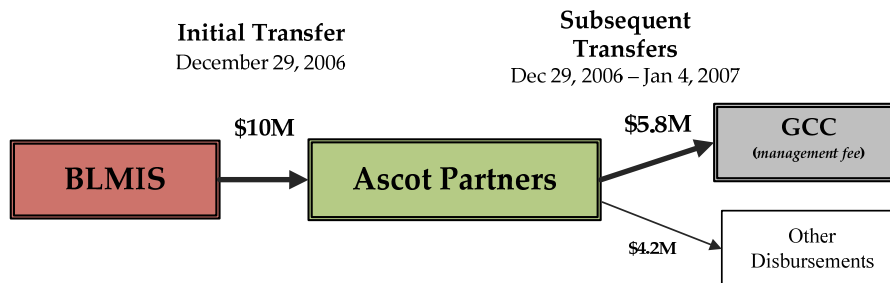 Initial Transfer
December 29, 2006
Subsequent
Transfers
Dec 29, 2006 – Jan 4, 2007
BLMIS
$10M
Ascot Partners
$5.8M
GCC
(management fee)
$4.2M
Other
Disbursements